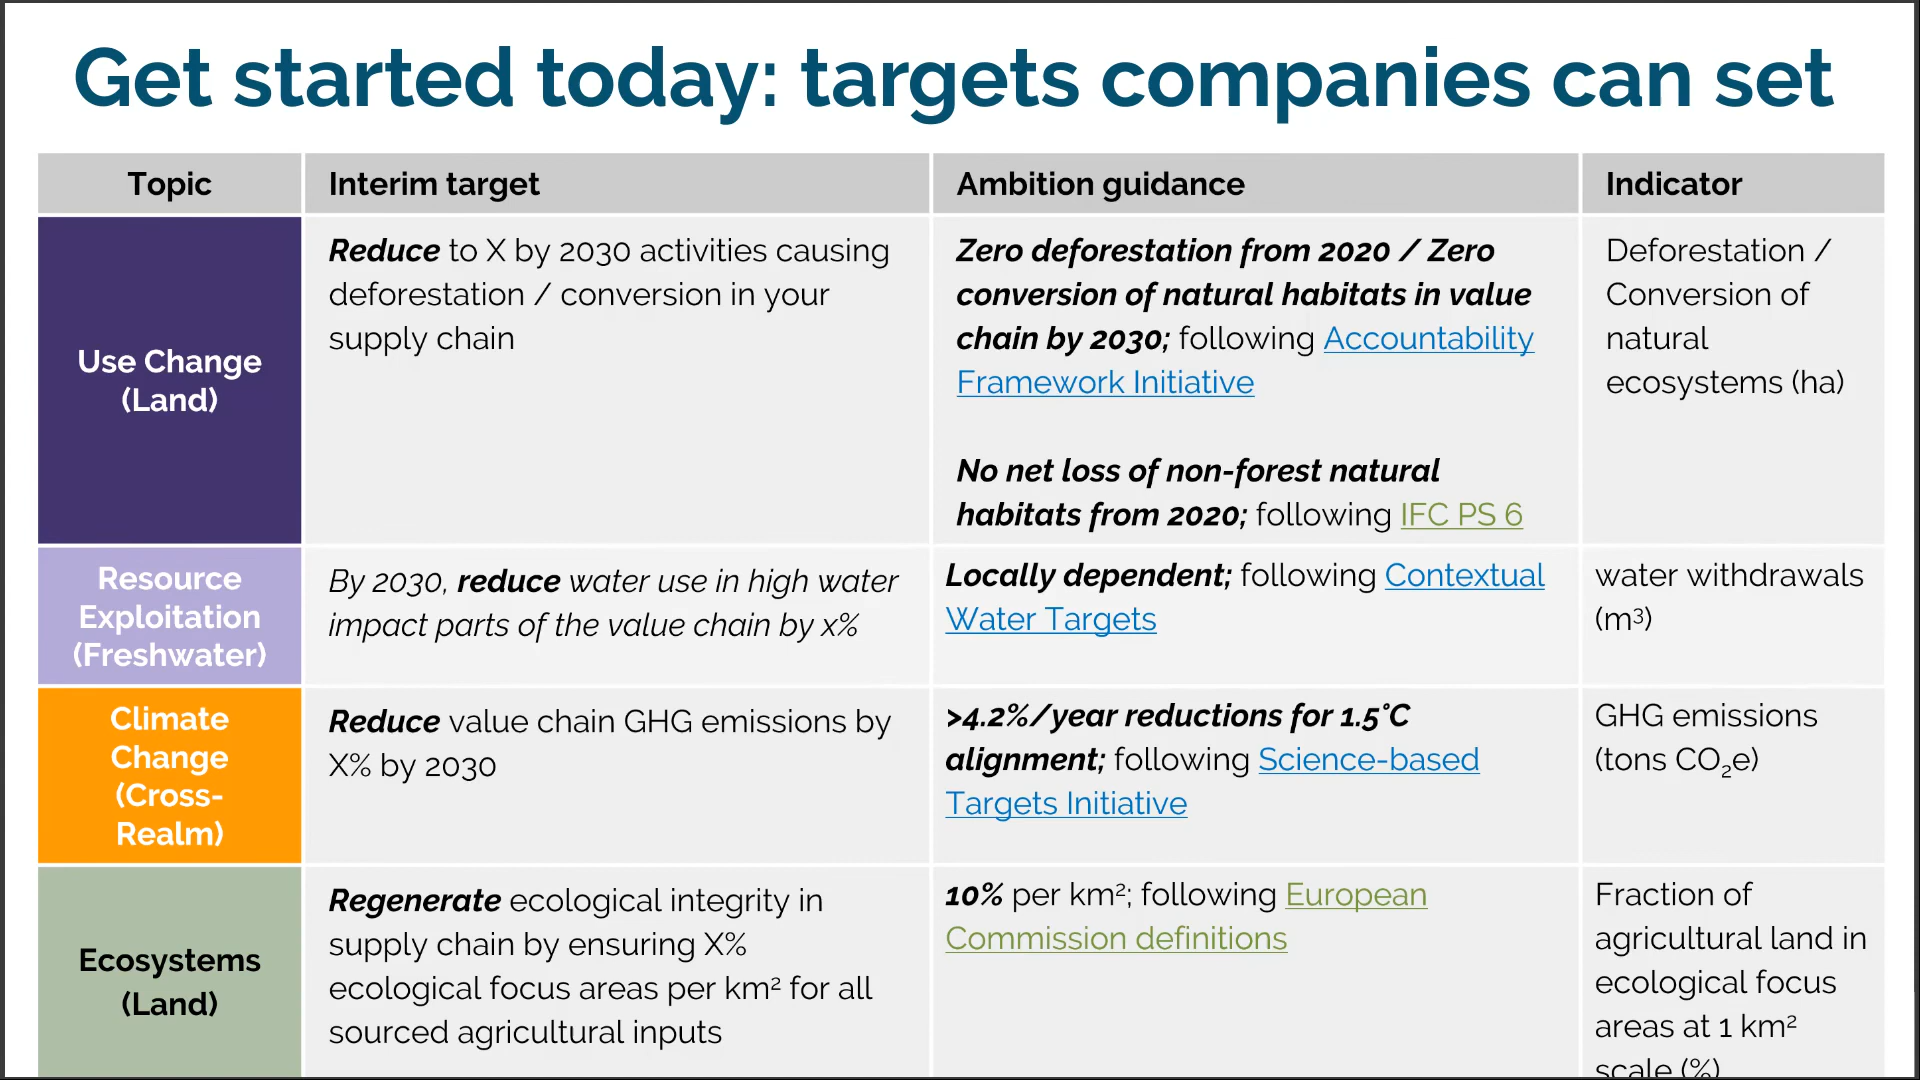 Get started today: targets companies can set
Topic
Interim target
Ambition guidance
Indicator
Use Change
(Land)
Reduce to X by 2030 activities causing
deforestation / conversion in your
supply chain
Zero deforestation from 2020 / Zero
conversion of natural habitats in value
chain by 2030; following Accountability
Framework Initiative
No net loss of non-forest natural
habitats from 2020; following IFC PS 6
Deforestation /
Conversion of
natural
ecosystems (ha)
Resource
Exploitation
(Freshwater)
By 2030, reduce water use in high water
impact parts of the value chain by x%
Locally dependent; following Contextual
Water Targets
water withdrawals
(m³)
Climate
Change
(Cross-
Realm)
Reduce value chain GHG emissions by
X% by 2030
>4.2%/year reductions for 1.5°C
alignment; following Science-based
Targets Initiative
GHG emissions
(tons CO₂e)
Ecosystems
(Land)
Regenerate ecological integrity in
supply chain by ensuring X%
ecological focus areas per km² for all
sourced agricultural inputs
10% per km²; following European
Commission definitions
Fraction of
agricultural land in
ecological focus
areas at 1 km²
scale (%)